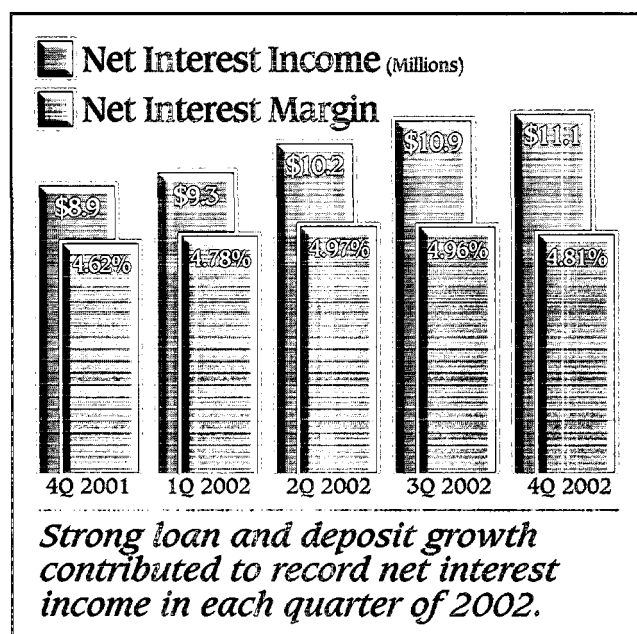 Net Interest Income (Millions)
Net Interest Margin
$8.9 $9.3 $10.2 $10.9 $11.1
4.62% 4.78% 4.97% 4.96% 4.81%
4Q 2001 1Q 2002 2Q 2002 3Q 2002 4Q 2002
Strong loan and deposit growth
contributed to record net interest
income in each quarter of 2002.